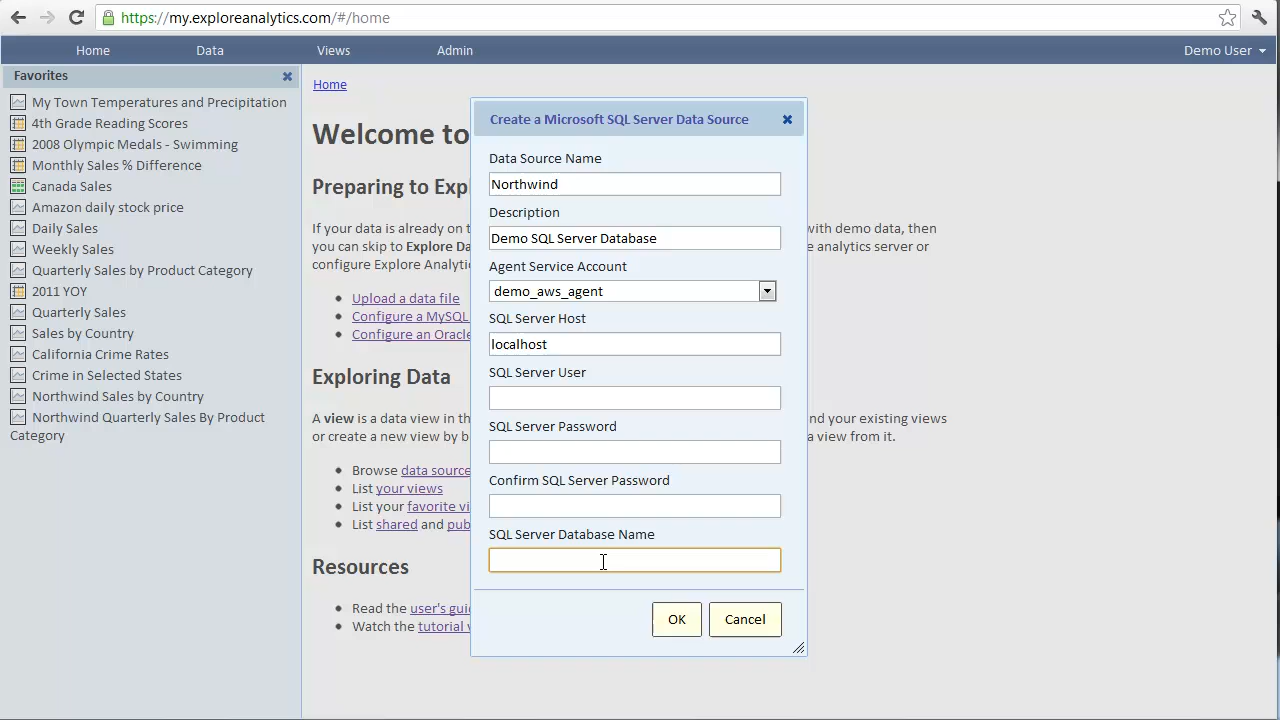 https://my.exploreanalytics.com/#/home
Home Data Views Admin Demo User
Favorites
My Town Temperatures and Precipitation
4th Grade Reading Scores
2008 Olympic Medals - Swimming
Monthly Sales % Difference
Canada Sales
Amazon daily stock price
Daily Sales
Weekly Sales
Quarterly Sales by Product Category
2011 YOY
Quarterly Sales
Sales by Country
California Crime Rates
Crime in Selected States
Northwind Sales by Country
Northwind Quarterly Sales By Product
Category
Home
Welcome to
Preparing to Exp
If your data is already on t
with demo data, then
you can skip to Explore Da
e analytics server or
configure Explore Analyti
Upload a data file
Configure a MySQL
Configure an Oracle
Exploring Data
A view is a data view in th
nd your existing views
or create a new view by b
a view from it.
Browse data source
List your views
List your favorite vi
List shared and pub
Resources
Read the user's guid
Watch the tutorial v
Create a Microsoft SQL Server Data Source
Data Source Name
Northwind
Description
Demo SQL Server Database
Agent Service Account
demo_aws_agent
SQL Server Host
localhost
SQL Server User
SQL Server Password
Confirm SQL Server Password
SQL Server Database Name
OK Cancel